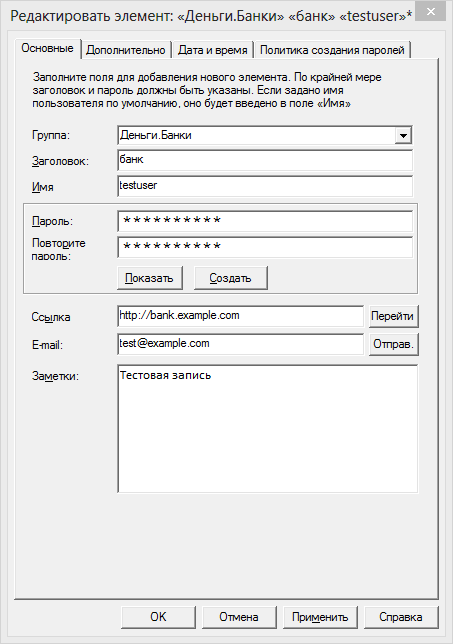 Редактировать элемент: «Деньги.Банки» «банк» «testuser»*
Основные Дополнительно Дата и время Политика создания паролей
Заполните поля для добавления нового элемента. По крайней мере
заголовок и пароль должны быть указаны. Если задано имя
пользователя по умолчанию, оно будет введено в поле «Имя»
Группа: Деньги.Банки
Заголовок: банк
Имя testuser
Пароль: **********
Повторите
пароль: **********
Показать Создать
Ссылка http://bank.example.com Перейти
E-mail: test@example.com Отправ.
Заметки: Тестовая запись
OK Отмена Применить Справка